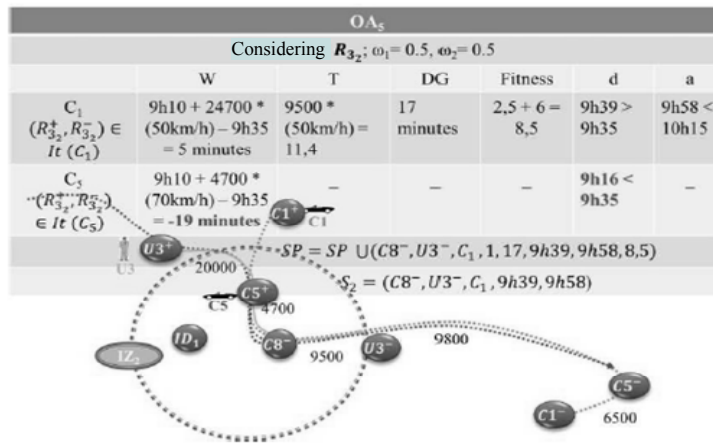 OA₅
Considering R₃₂; ω₁= 0.5, ω₂= 0.5
W T DG Fitness d a
C₁ 9h10 + 24700 * 9500 * 17 2,5 + 6 = 9h39 > 9h58 <
(R⁺₃₂, R⁻₃₂) ∈ (50km/h) – 9h35 (50km/h) = minutes 8,5 9h35 10h15
It (C₁) = 5 minutes 11,4
C₅ 9h10 + 4700 * – – – 9h16 < –
(R⁺₃₂, R⁻₃₂) (70km/h) – 9h35 9h35
∈ It (C₅) = -19 minutes
C1⁺
C1
U3⁺
U3
SP = SP ∪(C8⁻, U3⁻, C₁, 1, 17, 9h39, 9h58, 8,5)
20000
S₂ = (C8⁻, U3⁻, C₁, 9h39, 9h58)
C5⁺
C5
4700
ID₁
C8⁻
9500
U3⁻
9800
IZ₂
C5⁻
C1⁻
6500